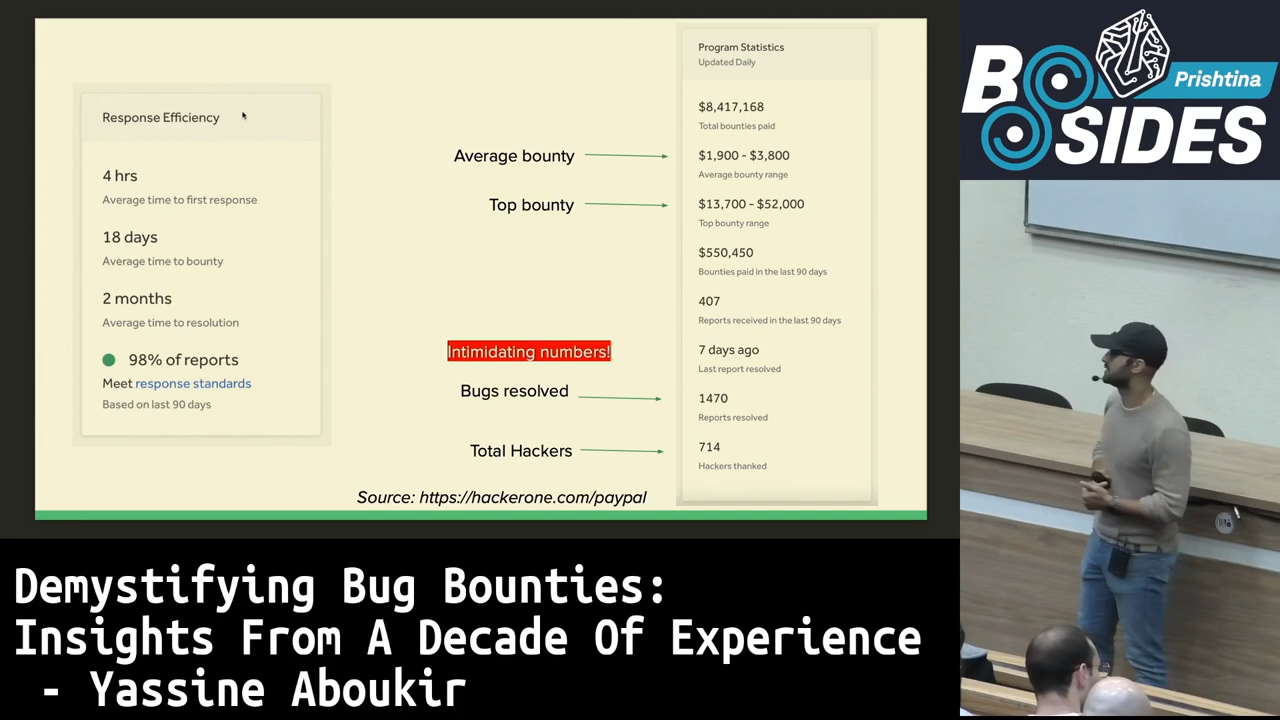 Response Efficiency
4 hrs
Average time to first response
18 days
Average time to bounty
2 months
Average time to resolution
98% of reports
Meet response standards
Based on last 90 days
Average bounty
Top bounty
Intimidating numbers!
Bugs resolved
Total Hackers
Source: https://hackerone.com/paypal
Program Statistics
Updated Daily
$8,417,168
Total bounties paid
$1,900 - $3,800
Average bounty range
$13,700 - $52,000
Top bounty range
$550,450
Bounties paid in the last 90 days
407
Reports received in the last 90 days
7 days ago
Last report resolved
1470
Reports resolved
714
Hackers thanked
BSIDES
Prishtina
Demystifying Bug Bounties:
Insights From A Decade Of Experience
- Yassine Aboukir